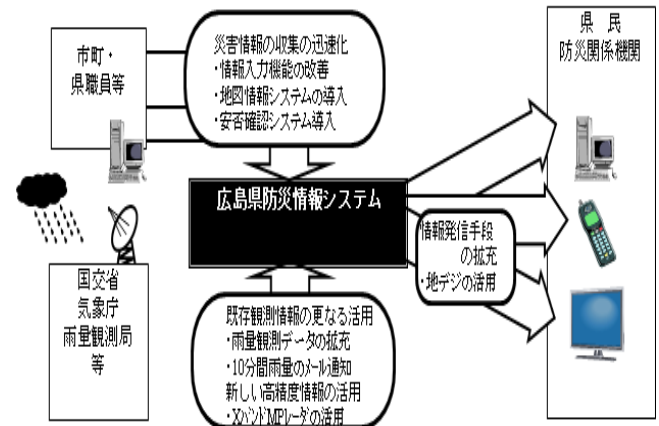 市町・
県職員等
災害情報の収集の迅速化
・情報入力機能の改善
・地図情報システムの導入
・安否確認システム導入
県 民
防災関係機関
広島県防災情報システム
情報発信手段
の拡充
・地デジの活用
国交省
気象庁
雨量観測局
等
既存観測情報の更なる活用
・雨量観測データの拡充
・10分間雨量のメール通知
新しい高精度情報の活用
・XバンドMPレーダの活用